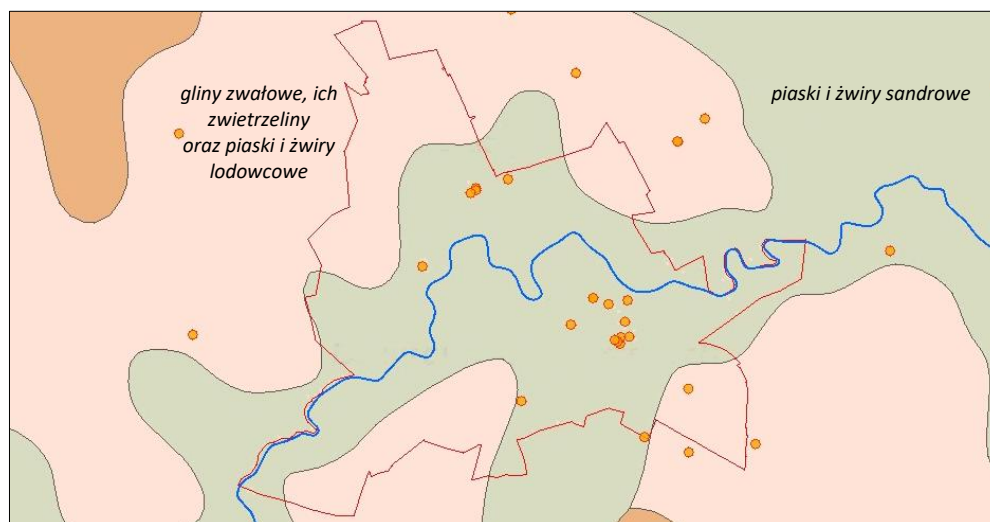 gliny zwałowe, ich
zwietrzeliny
oraz piaski i żwiry
lodowcowe
piaski i żwiry sandrowe